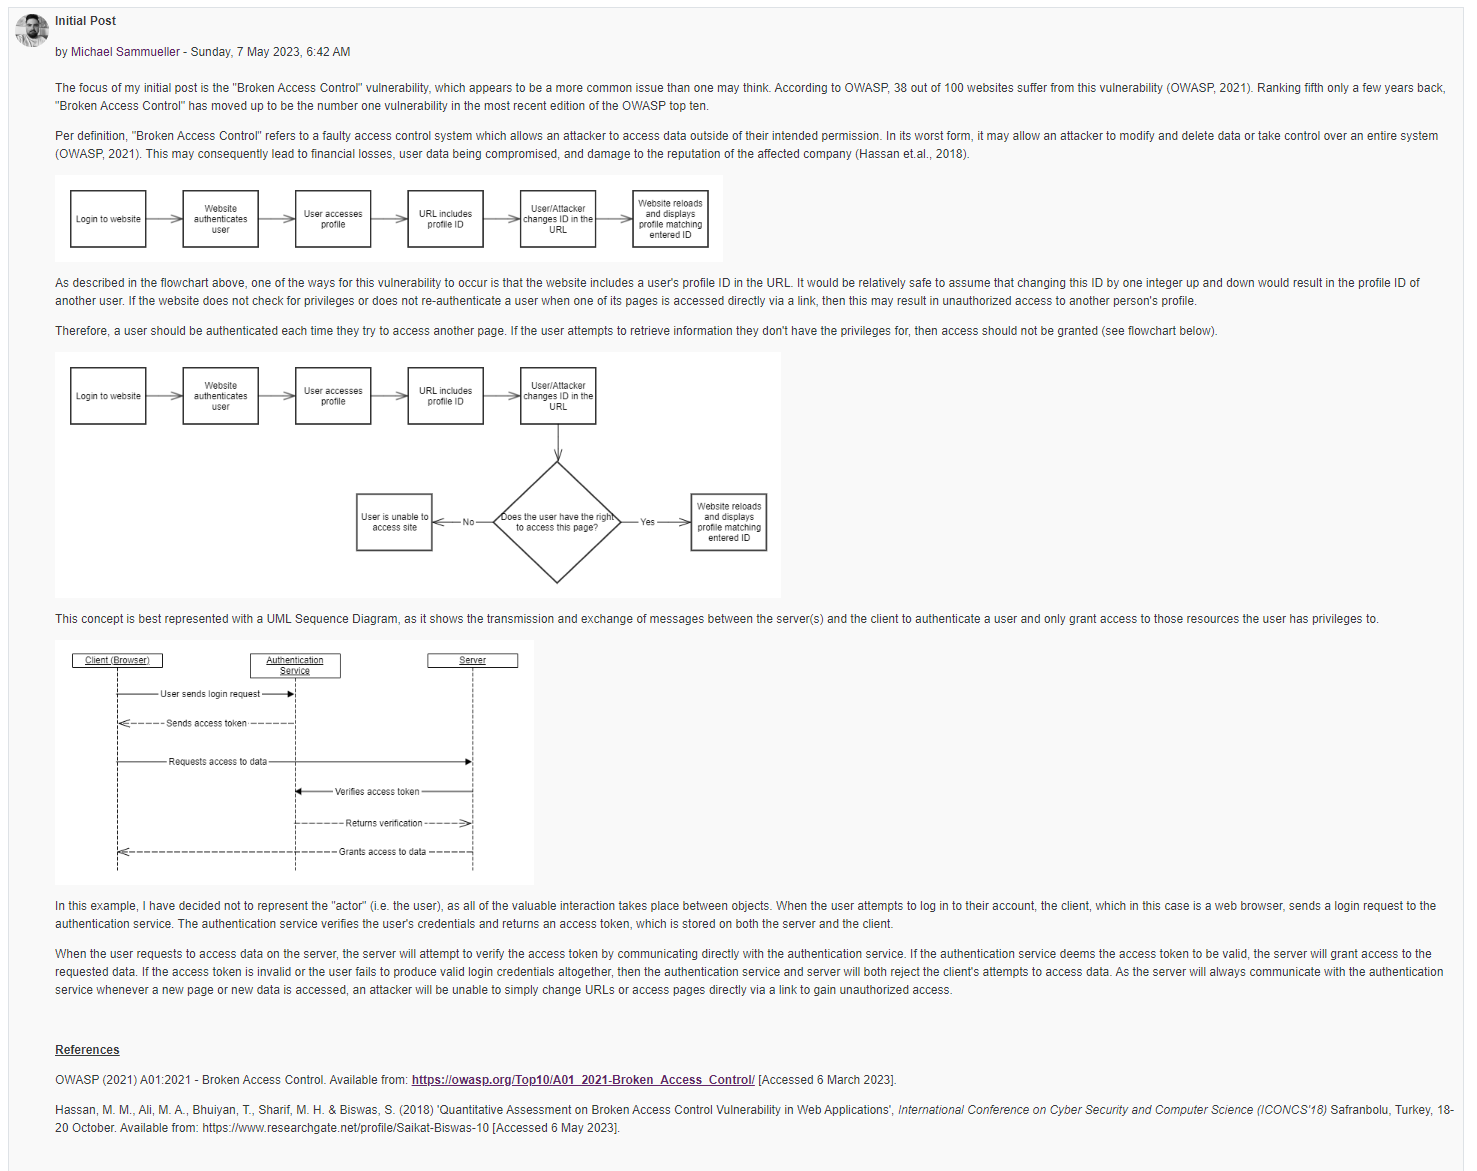 Initial Post
by Michael Sammueller - Sunday, 7 May 2023, 6:42 AM
The focus of my initial post is the "Broken Access Control" vulnerability, which appears to be a more common issue than one may think. According to OWASP, 38 out of 100 websites suffer from this vulnerability (OWASP, 2021). Ranking fifth only a few years back,
"Broken Access Control" has moved up to be the number one vulnerability in the most recent edition of the OWASP top ten.
Per definition, "Broken Access Control" refers to a faulty access control system which allows an attacker to access data outside of their intended permission. In its worst form, it may allow an attacker to modify and delete data or take control over an entire system
(OWASP, 2021). This may consequently lead to financial losses, user data being compromised, and damage to the reputation of the affected company (Hassan et.al., 2018).
Login to website
Website
authenticates
user
User accesses
profile
URL includes
profile ID
User/Attacker
changes ID in the
URL
Website reloads
and displays
profile matching
entered ID
As described in the flowchart above, one of the ways for this vulnerability to occur is that the website includes a user's profile ID in the URL. It would be relatively safe to assume that changing this ID by one integer up and down would result in the profile ID of
another user. If the website does not check for privileges or does not re-authenticate a user when one of its pages is accessed directly via a link, then this may result in unauthorized access to another person's profile.
Therefore, a user should be authenticated each time they try to access another page. If the user attempts to retrieve information they don't have the privileges for, then access should not be granted (see flowchart below).
Login to website
Website
authenticates
user
User accesses
profile
URL includes
profile ID
User/Attacker
changes ID in the
URL
User is unable to
access site
No
Does the user have the right
to access this page?
Yes
Website reloads
and displays
profile matching
entered ID
This concept is best represented with a UML Sequence Diagram, as it shows the transmission and exchange of messages between the server(s) and the client to authenticate a user and only grant access to those resources the user has privileges to.
Client (Browser)
Authentication
Service
Server
User sends login request
Sends access token
Requests access to data
Verifies access token
Returns verification
Grants access to data
In this example, I have decided not to represent the "actor" (i.e. the user), as all of the valuable interaction takes place between objects. When the user attempts to log in to their account, the client, which in this case is a web browser, sends a login request to the
authentication service. The authentication service verifies the user's credentials and returns an access token, which is stored on both the server and the client.
When the user requests to access data on the server, the server will attempt to verify the access token by communicating directly with the authentication service. If the authentication service deems the access token to be valid, the server will grant access to the
requested data. If the access token is invalid or the user fails to produce valid login credentials altogether, then the authentication service and server will both reject the client's attempts to access data. As the server will always communicate with the authentication
service whenever a new page or new data is accessed, an attacker will be unable to simply change URLs or access pages directly via a link to gain unauthorized access.
References
OWASP (2021) A01:2021 - Broken Access Control. Available from: https://owasp.org/Top10/A01_2021-Broken_Access_Control/ [Accessed 6 March 2023].
Hassan, M. M., Ali, M. A., Bhuiyan, T., Sharif, M. H. & Biswas, S. (2018) 'Quantitative Assessment on Broken Access Control Vulnerability in Web Applications', International Conference on Cyber Security and Computer Science (ICONCS'18) Safranbolu, Turkey, 18-
20 October. Available from: https://www.researchgate.net/profile/Saikat-Biswas-10 [Accessed 6 May 2023].